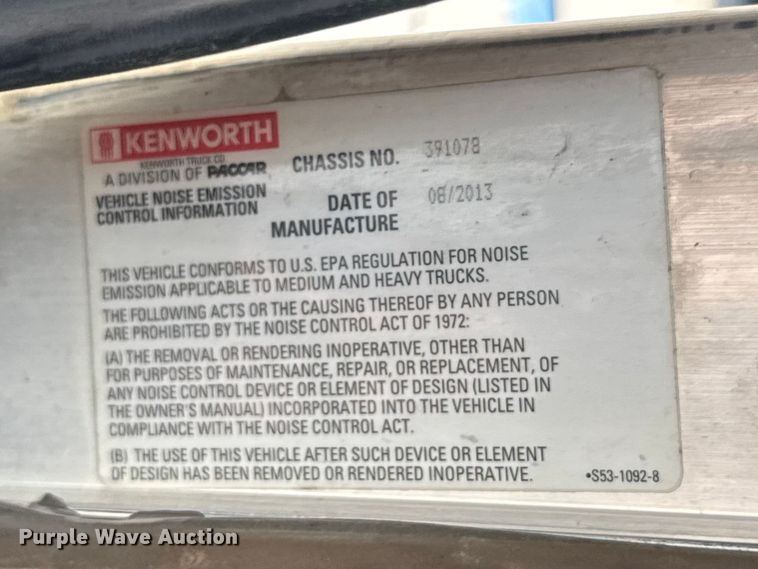 KENWORTH
KENWORTH TRUCK CO.
A DIVISION OF PACCAR
VEHICLE NOISE EMISSION
CONTROL INFORMATION
CHASSIS NO. 391078
DATE OF
MANUFACTURE
08/2013
THIS VEHICLE CONFORMS TO U.S. EPA REGULATION FOR NOISE
EMISSION APPLICABLE TO MEDIUM AND HEAVY TRUCKS.
THE FOLLOWING ACTS OR THE CAUSING THEREOF BY ANY PERSON
ARE PROHIBITED BY THE NOISE CONTROL ACT OF 1972:
(A) THE REMOVAL OR RENDERING INOPERATIVE, OTHER THAN
FOR PURPOSES OF MAINTENANCE, REPAIR, OR REPLACEMENT, OF
ANY NOISE CONTROL DEVICE OR ELEMENT OF DESIGN (LISTED IN
THE OWNER'S MANUAL) INCORPORATED INTO THE VEHICLE IN
COMPLIANCE WITH THE NOISE CONTROL ACT.
(B) THE USE OF THIS VEHICLE AFTER SUCH DEVICE OR ELEMENT
OF DESIGN HAS BEEN REMOVED OR RENDERED INOPERATIVE.
•S53-1092-8
Purple Wave Auction